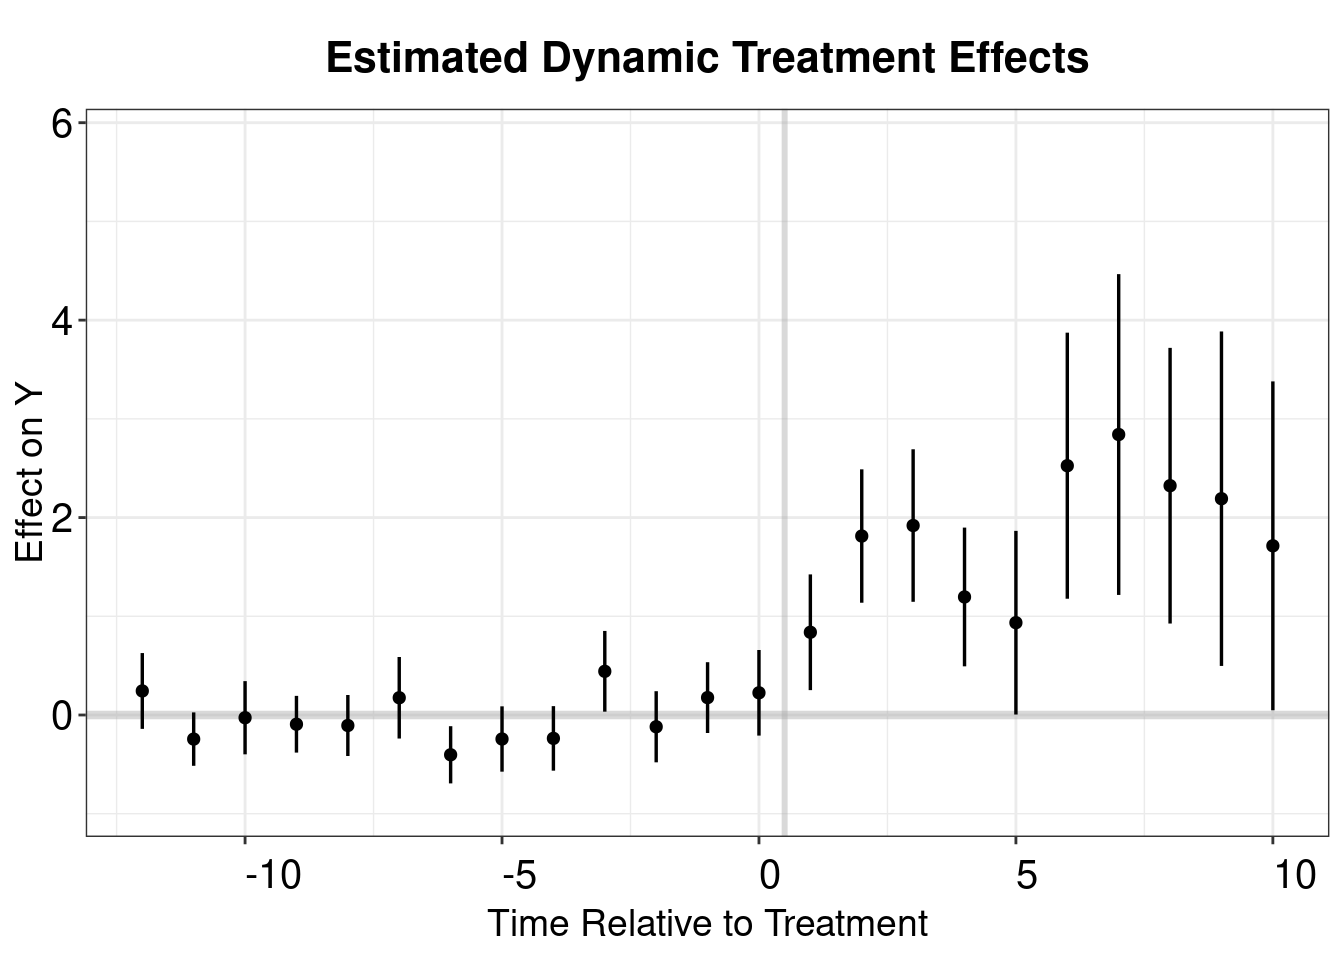 Estimated Dynamic Treatment Effects
6
4
2
0
Effect on Y
-10 -5 0 5 10
Time Relative to Treatment